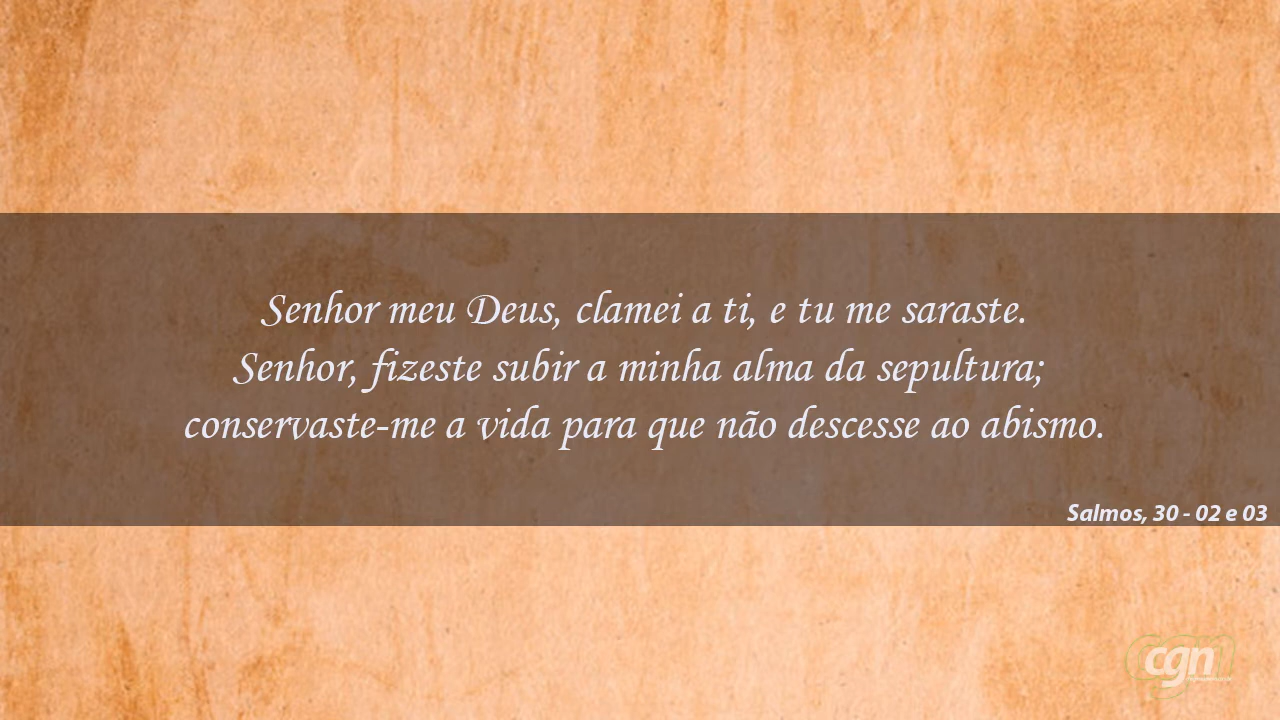 Senhor meu Deus, clamei a ti, e tu me saraste.
Senhor, fizeste subir a minha alma da sepultura;
conservaste-me a vida para que não descesse ao abismo.
Salmos, 30 - 02 e 03
cgn